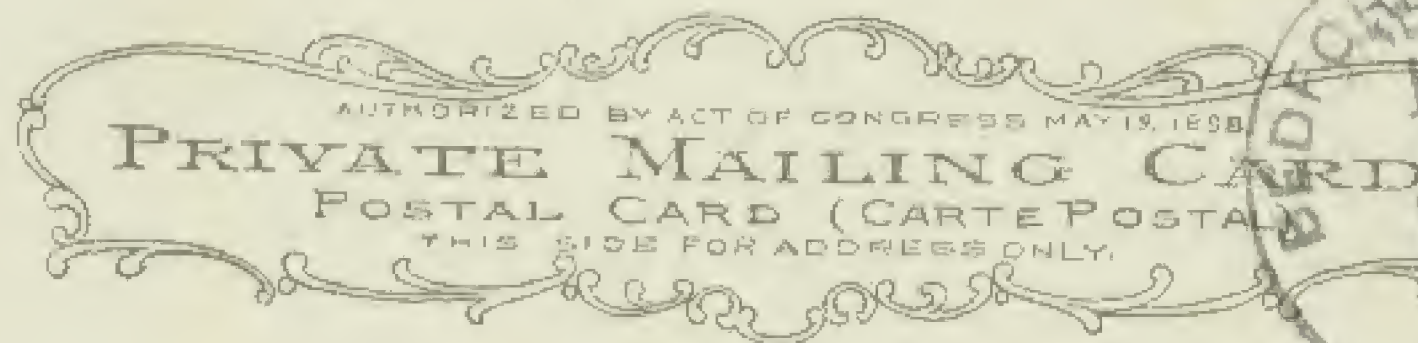 AUTHORIZED BY ACT OF CONGRESS MAY 19, 1898
PRIVATE MAILING CARD
POSTAL CARD (CARTE POSTAL)
THIS SIDE FOR ADDRESS ONLY.